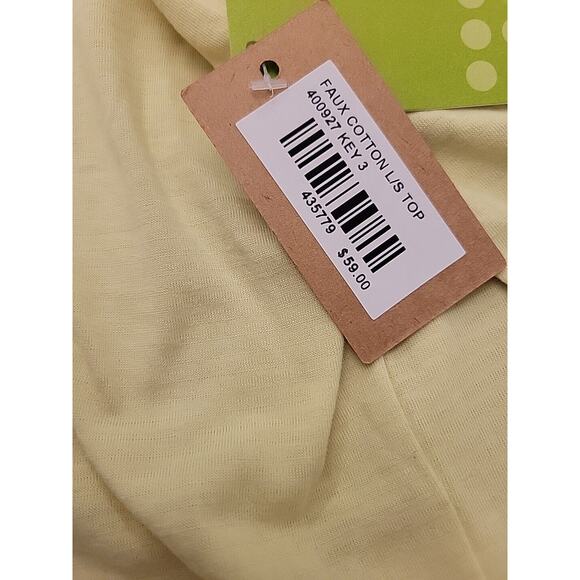 FAUX COTTON L/S TOP
400927 KEY 3
435779
$59.00